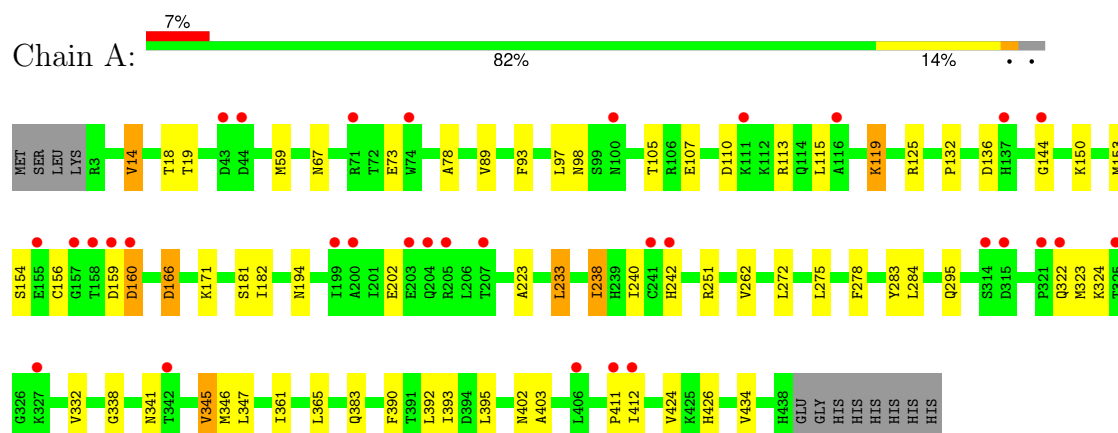 7%
Chain A:
82% 14% • •
MET SER LEU LYS R3 V14 T18 T19 D43 D44 M59 N67 R71 T72 E73 W74 A78 V89 F93 L97 N98 S99 N100 T105 R106 E107 D110 K111 K112 R113 Q114 L115 A116 K119 R125 P132 D136 H137 G144 K150 M153
S154 E155 C156 G157 T158 D159 D160 D166 K171 S181 I182 N194 I199 A200 I201 E202 E203 Q204 R205 L206 T207 A223 L233 I238 H239 I240 C241 H242 R251 V262 L272 L275 F278 Y283 L284 Q295 S314 D315 P321 Q322 M323 K324 T325
G326 K327 V332 G338 N341 T342 V345 M346 L347 I361 L365 Q383 F390 T391 L392 I393 D394 L395 N402 A403 L406 P411 I412 V424 K425 H426 V434 H438 GLU GLY HIS HIS HIS HIS HIS HIS